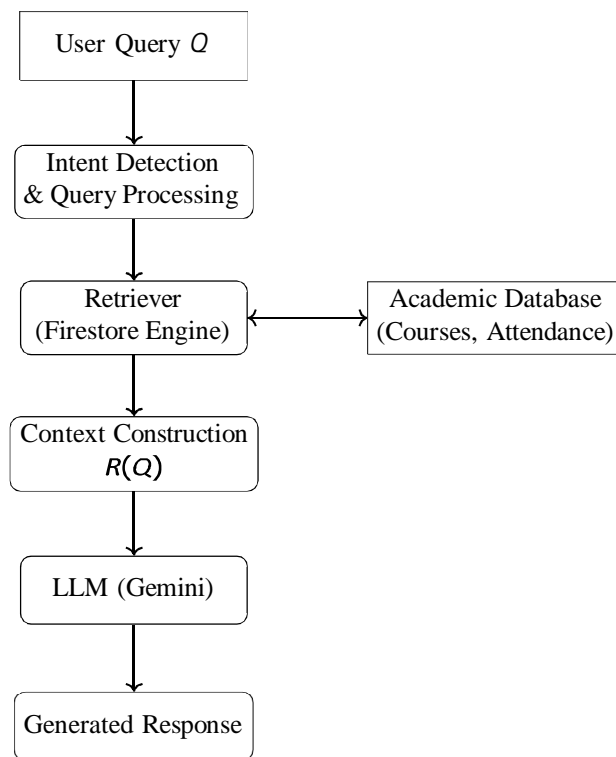 User Query Q
Intent Detection
& Query Processing
Retriever
(Firestore Engine)
Academic Database
(Courses, Attendance)
Context Construction
R(Q)
LLM (Gemini)
Generated Response